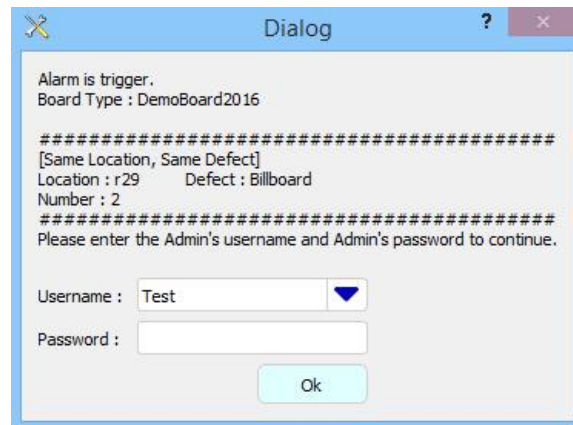 Dialog ?
Alarm is trigger.
Board Type : DemoBoard2016
##########################################
[Same Location, Same Defect]
Location : r29 Defect : Billboard
Number : 2
##########################################
Please enter the Admin's username and Admin's password to continue.
Username : Test
Password :
Ok